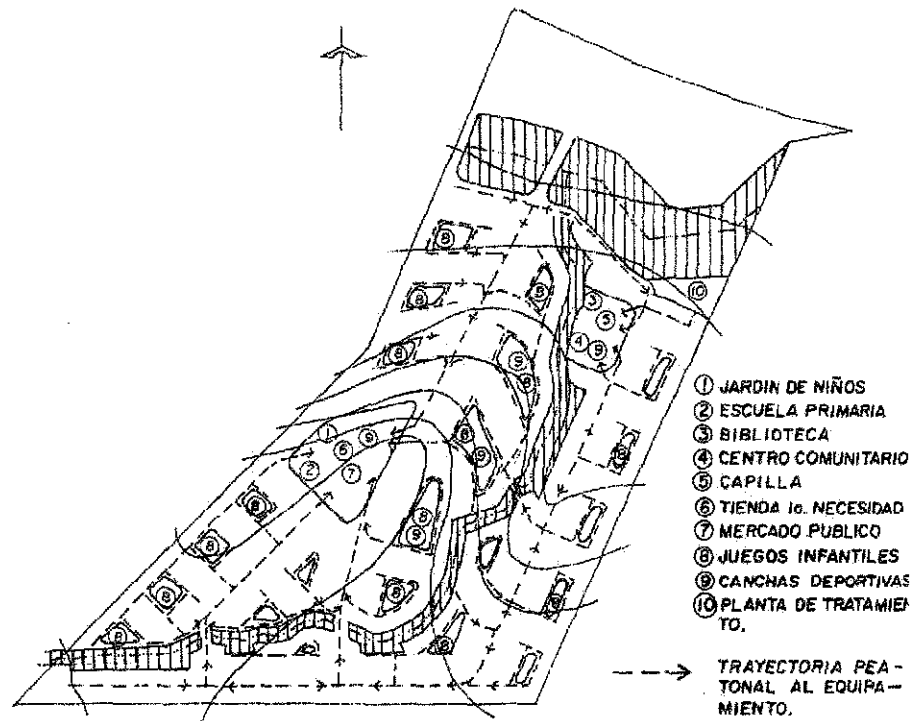 ① JARDIN DE NIÑOS
② ESCUELA PRIMARIA
③ BIBLIOTECA
④ CENTRO COMUNITARIO
⑤ CAPILLA
⑥ TIENDA 1a. NECESIDAD
⑦ MERCADO PUBLICO
⑧ JUEGOS INFANTILES
⑨ CANCHAS DEPORTIVAS
⑩ PLANTA DE TRATAMIEN
TO.
TRAYECTORIA PEA-
TONAL AL EQUIPA-
MIENTO.